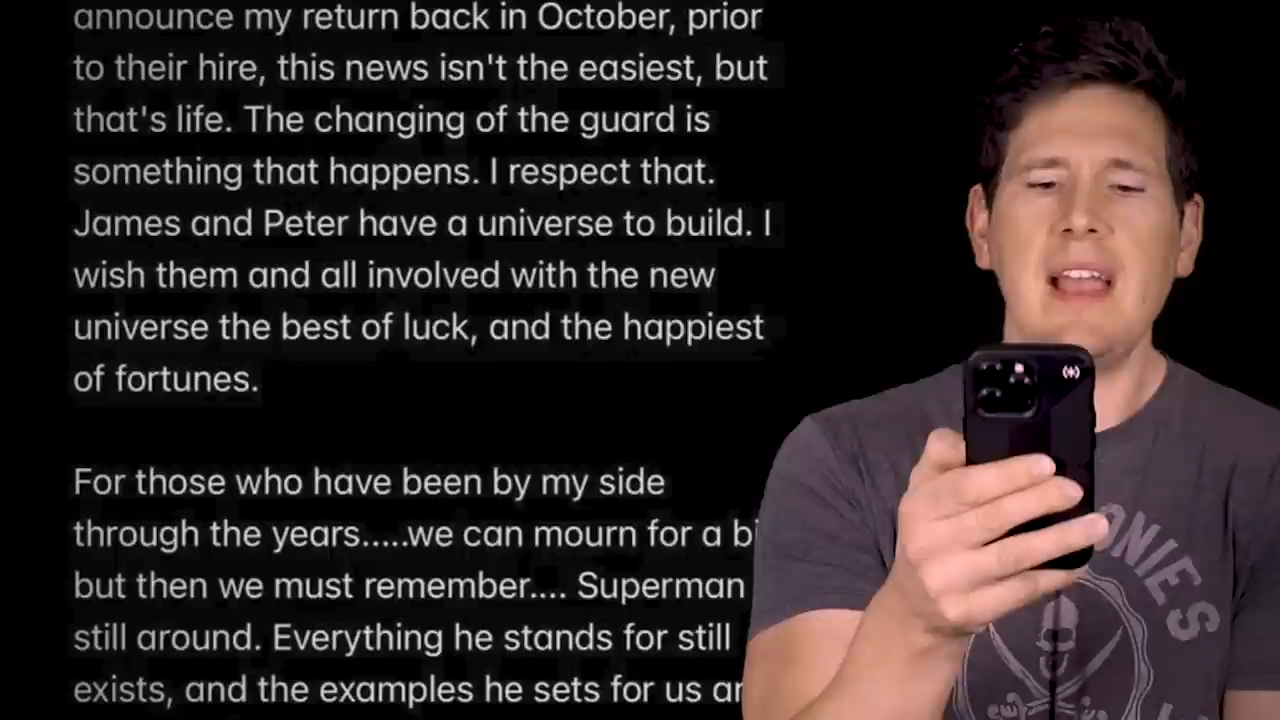 announce my return back in October, prior
to their hire, this news isn't the easiest, but
that's life. The changing of the guard is
something that happens. I respect that.
James and Peter have a universe to build. I
wish them and all involved with the new
universe the best of luck, and the happiest
of fortunes.
For those who have been by my side
through the years.....we can mourn for a
but then we must remember.... Superman
still around. Everything he stands for still
exists, and the examples he sets for us
ONIES